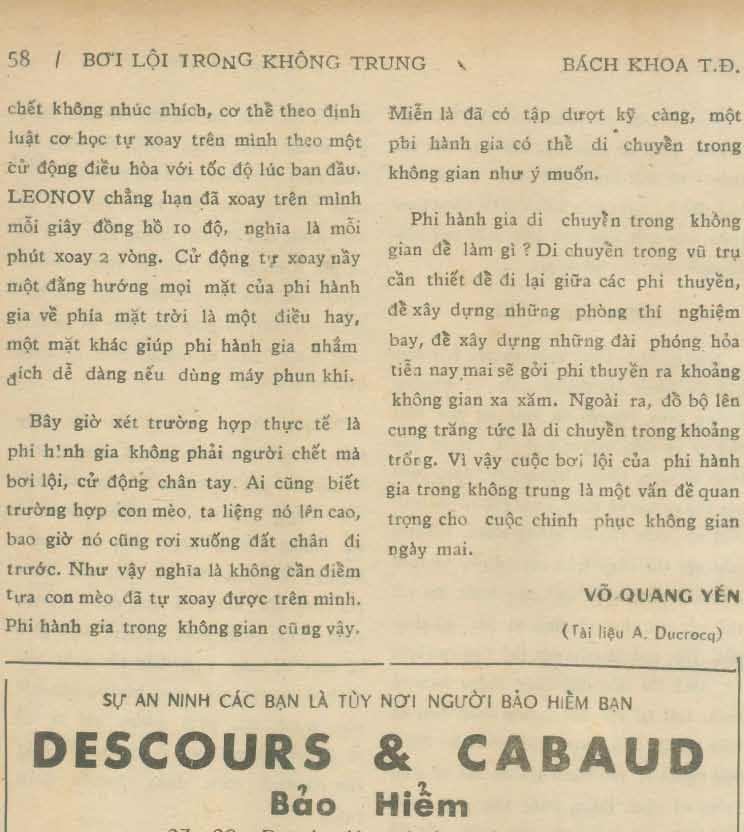 58 / BƠI LỘI TRONG KHÔNG TRUNG
BÁCH KHOA T.Đ.
chết không nhúc nhích, cơ thể theo định
luật cơ học tự xoay trên mình theo một
cử động điều hòa với tốc độ lúc ban đầu.
LEONOV chẳng hạn đã xoay trên mình
mỗi giây đồng hồ 10 độ, nghĩa là mỗi
phút xoay 2 vòng. Cử động tự xoay nầy
một đằng hướng mọi mặt của phi hành
gia về phía mặt trời là một điều hay,
một mặt khác giúp phi hành gia nhắm
đích dễ dàng nếu dùng máy phun khí.
Bây giờ xét trường hợp thực tế là
phi hành gia không phải người chết mà
bơi lội, cử động chân tay. Ai cũng biết
trường hợp con mèo, ta liệng nó lên cao,
bao giờ nó cũng rơi xuống đất chân đi
trước. Như vậy nghĩa là không cần điểm
tựa con mèo đã tự xoay được trên mình.
Phi hành gia trong không gian cũng vậy.
Miễn là đã có tập dượt kỹ càng, một
phi hành gia có thể di chuyển trong
không gian như ý muốn.
Phi hành gia di chuyển trong không
gian để làm gì ? Di chuyển trong vũ trụ
cần thiết để đi lại giữa các phi thuyền,
để xây dựng những phòng thí nghiệm
bay, để xây dựng những đài phóng hỏa
tiễn nay mai sẽ gởi phi thuyền ra khoảng
không gian xa xăm. Ngoài ra, đổ bộ lên
cung trăng tức là di chuyển trong khoảng
trống. Vì vậy cuộc bơi lội của phi hành
gia trong không trung là một vấn đề quan
trọng cho cuộc chinh phục không gian
ngày mai.
VÕ QUANG YẾN
(Tài liệu A. Ducrocq)
SỰ AN NINH CÁC BẠN LÀ TÙY NƠI NGƯỜI BẢO HIỂM BẠN
DESCOURS & CABAUD
Bảo Hiểm